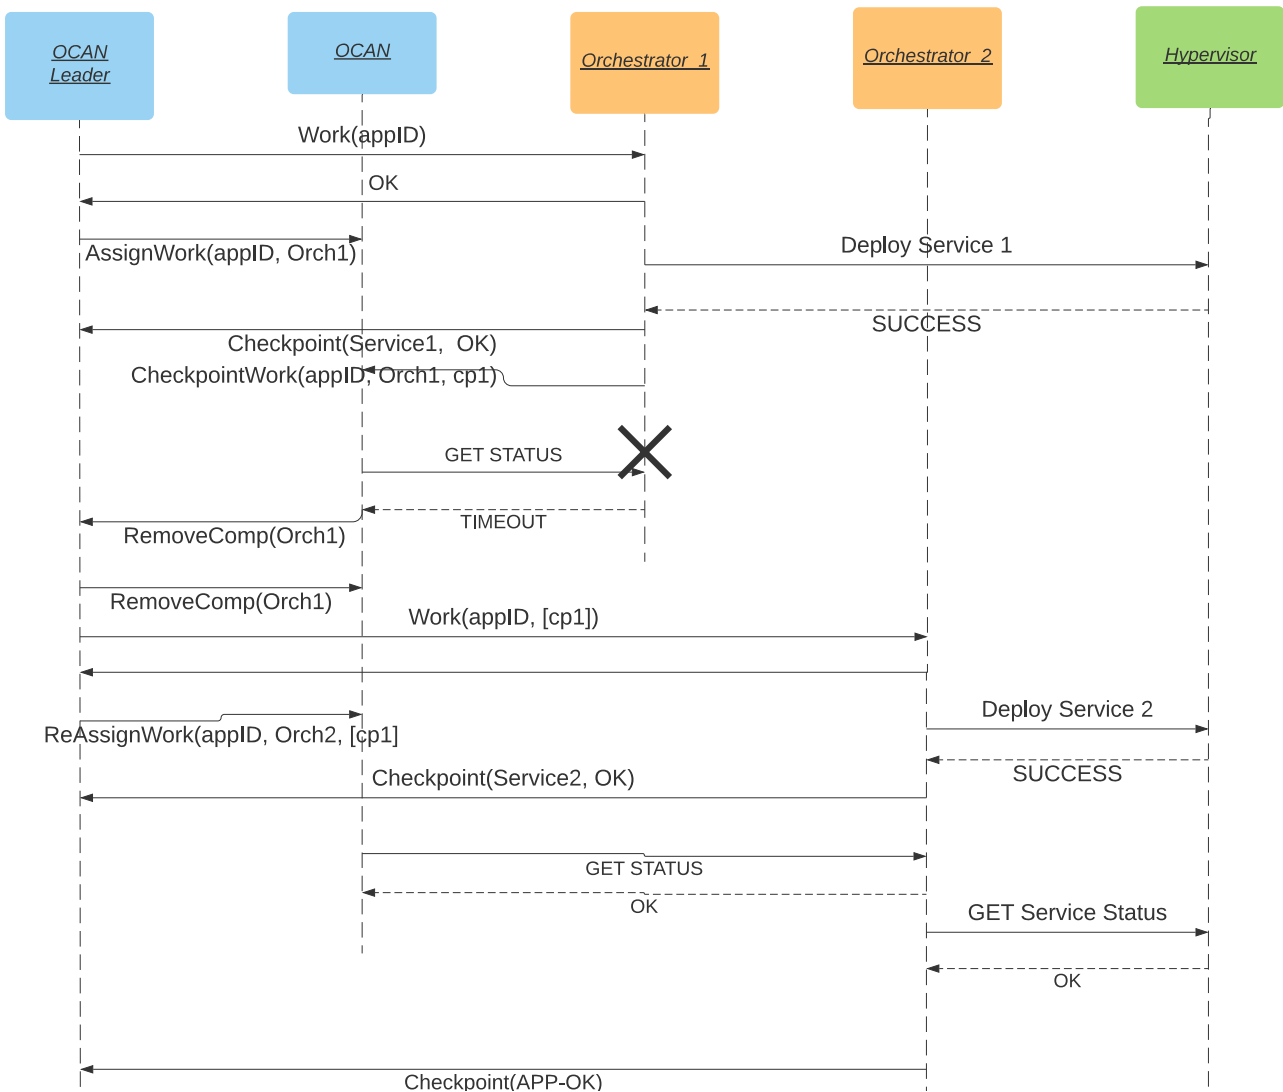 OCAN
Leader
OCAN
Orchestrator_1
Orchestrator_2
Hypervisor
Work(appID)
OK
AssignWork(appID, Orch1)
Deploy Service 1
SUCCESS
Checkpoint(Service1, OK)
CheckpointWork(appID, Orch1, cp1)
GET STATUS
TIMEOUT
RemoveComp(Orch1)
RemoveComp(Orch1)
Work(appID, [cp1])
ReAssignWork(appID, Orch2, [cp1]
Deploy Service 2
SUCCESS
Checkpoint(Service2, OK)
GET STATUS
OK
GET Service Status
OK
Checkpoint(APP-OK)